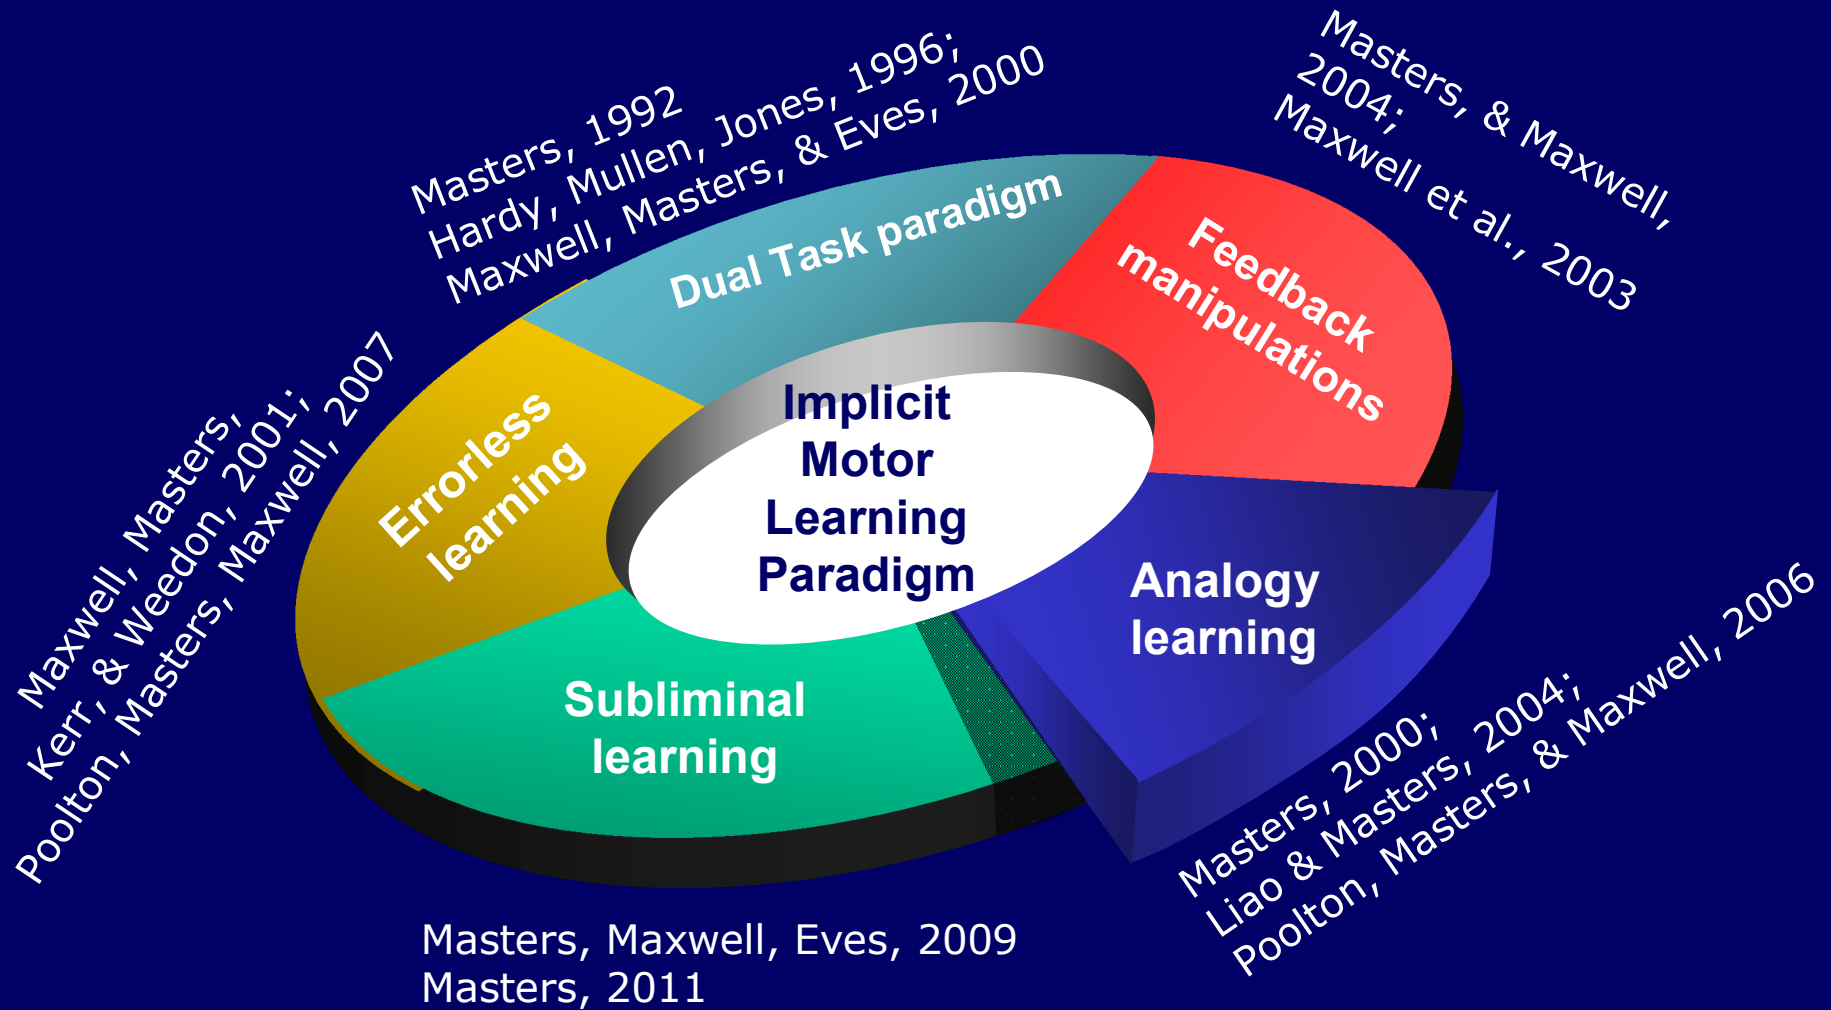 Masters, 1992
Hardy, Mullen, Jones, 1996;
Maxwell, Masters, & Eves, 2000
Masters, & Maxwell,
2004;
Maxwell et al., 2003
Dual Task paradigm
Feedback
manipulations
Maxwell, Masters,
Kerr, & Weedon, 2001;
Poolton, Masters, Maxwell, 2007
Errorless
learning
Implicit
Motor
Learning
Paradigm
Analogy
learning
Subliminal
learning
Masters, 2000;
Liao & Masters, 2004;
Poolton, Masters, & Maxwell, 2006
Masters, Maxwell, Eves, 2009
Masters, 2011